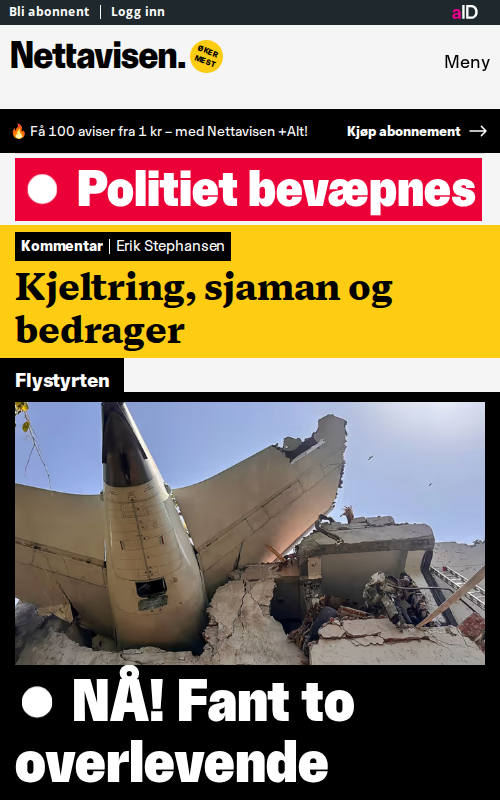 Bli abonnent | Logg inn
aID
Nettavisen.
ØKER
MEST
Meny
Få 100 aviser fra 1 kr – med Nettavisen +Alt!
Kjøp abonnement →
Politiet bevæpnes
Kommentar | Erik Stephansen
Kjeltring, sjaman og
bedrager
Flystyrten
NÅ! Fant to
overlevende